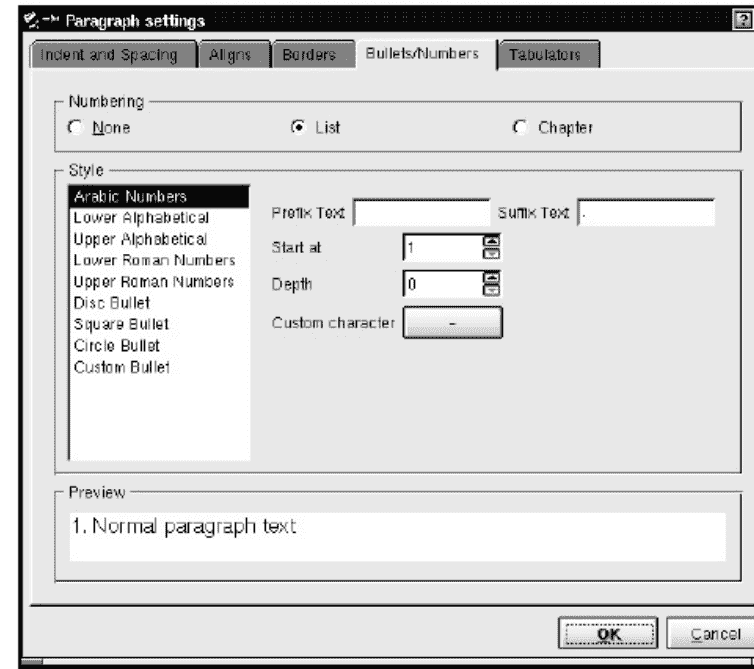 Paragraph settings
Indent and Spacing Aligns Borders Bullets/Numbers Tabulators
Numbering
None List Chapter
Style
Arabic Numbers
Lower Alphabetical
Upper Alphabetical
Lower Roman Numbers
Upper Roman Numbers
Disc Bullet
Square Bullet
Circle Bullet
Custom Bullet
Prefix Text Suffix Text .
Start at 1
Depth 0
Custom character -
Preview
1. Normal paragraph text
OK Cancel